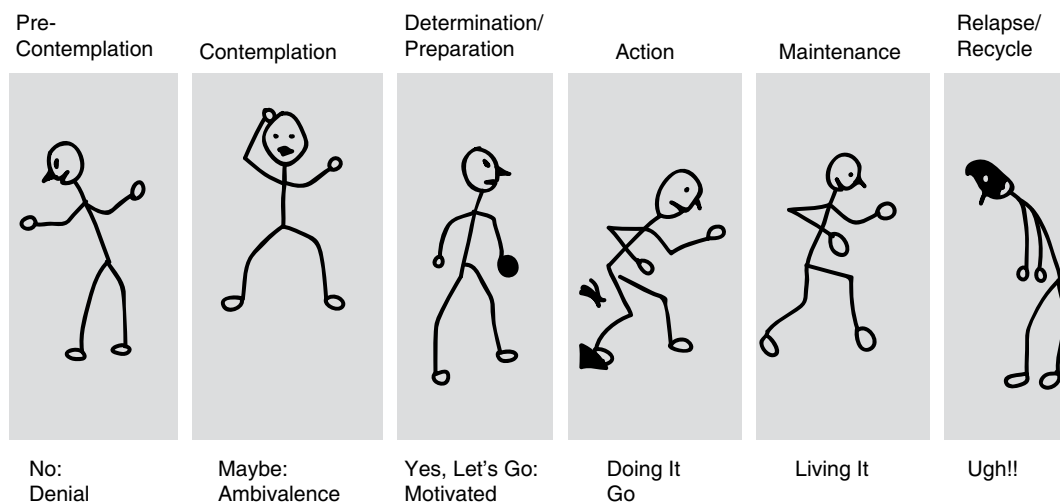 Pre-
Contemplation
Contemplation
Determination/
Preparation
Action
Maintenance
Relapse/
Recycle
No:
Denial
Maybe:
Ambivalence
Yes, Let's Go:
Motivated
Doing It
Go
Living It
Ugh!!